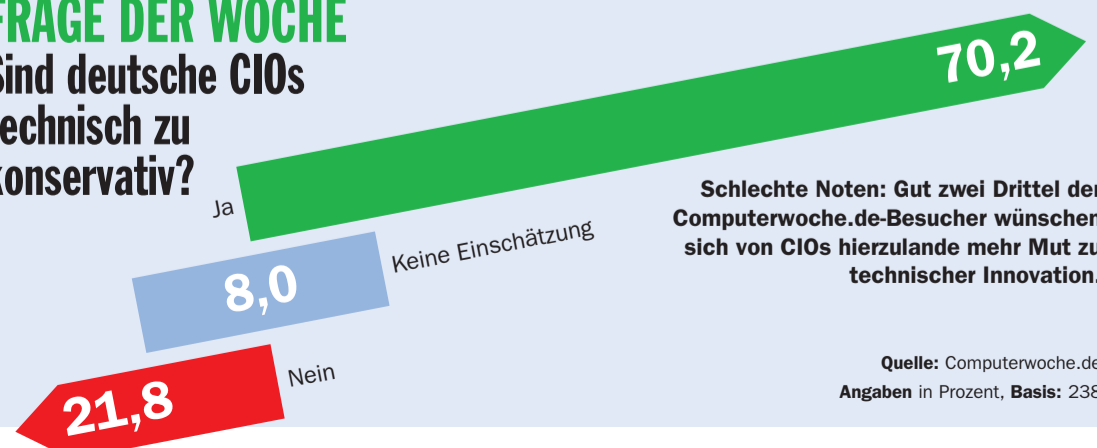 FRAGE DER WOCHE
Sind deutsche CIOs
technisch zu
konservativ?
70,2
Ja
8,0
Keine Einschätzung
21,8
Nein
Schlechte Noten: Gut zwei Drittel der
Computerwoche.de-Besucher wünschen
sich von CIOs hierzulande mehr Mut zu
technischer Innovation.
Quelle: Computerwoche.de
Angaben in Prozent, Basis: 238